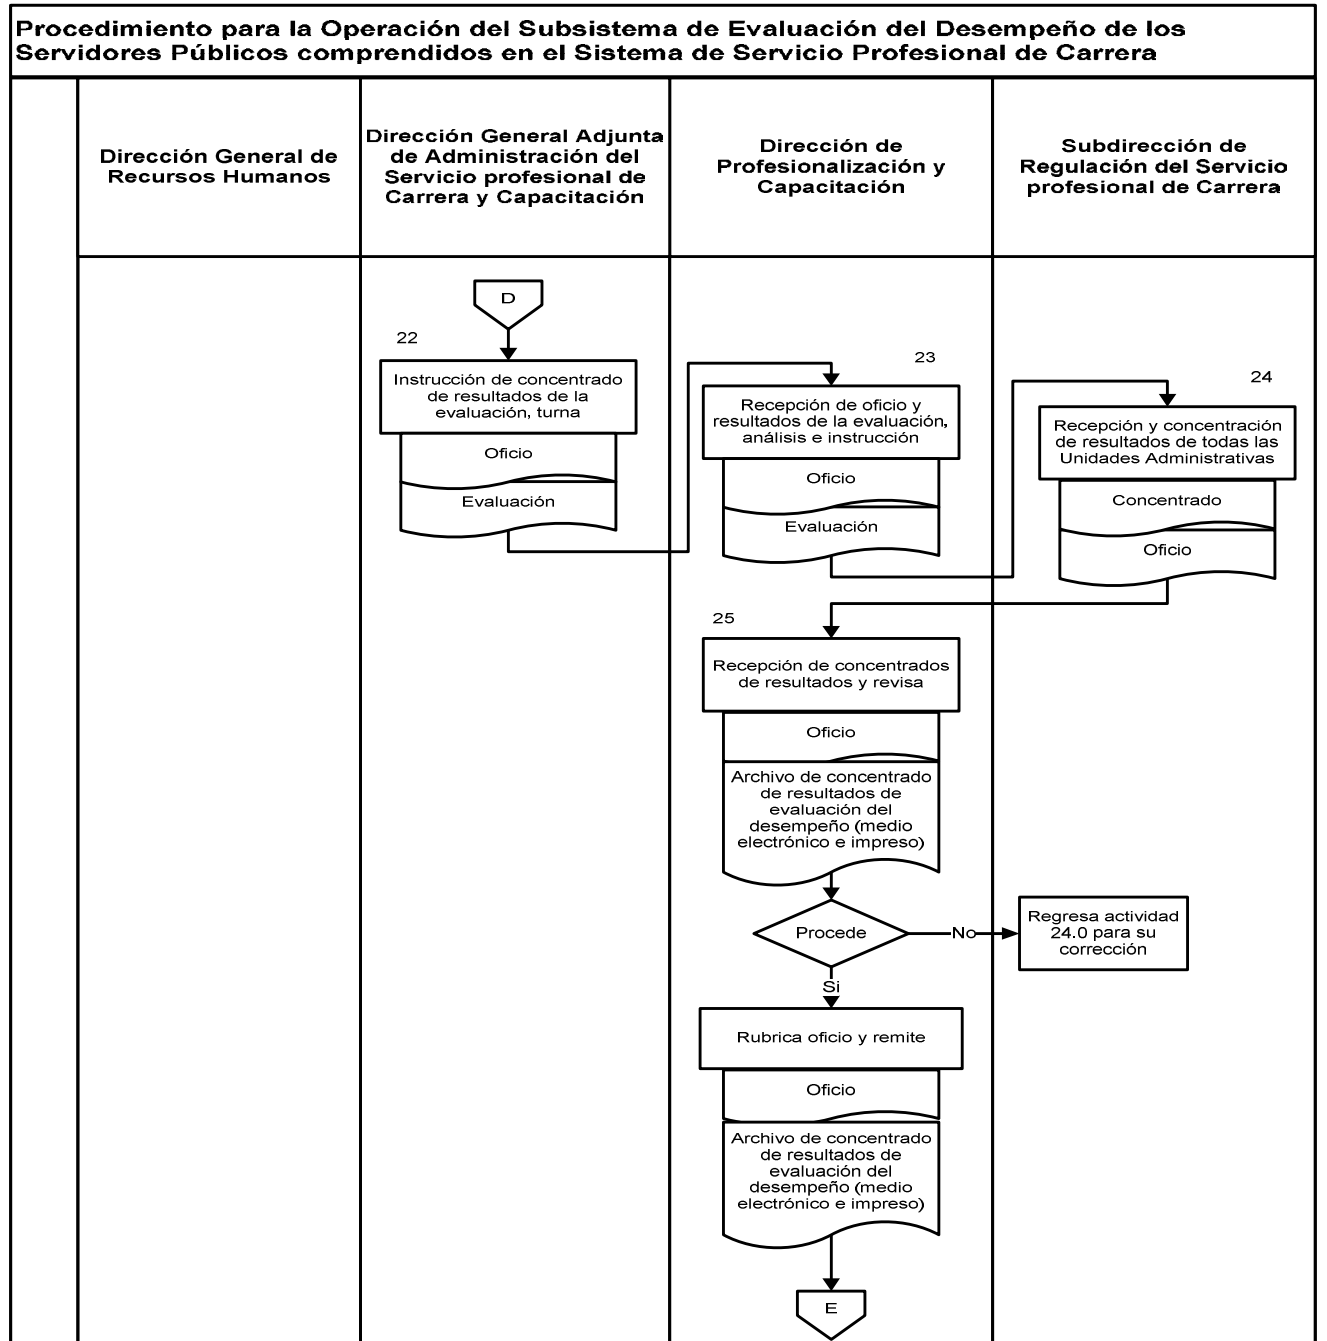 Procedimiento para la Operación del Subsistema de Evaluación del Desempeño de los
Servidores Públicos comprendidos en el Sistema de Servicio Profesional de Carrera
Dirección General de
Recursos Humanos
Dirección General Adjunta
de Administración del
Servicio profesional de
Carrera y Capacitación
Dirección de
Profesionalización y
Capacitación
Subdirección de
Regulación del Servicio
profesional de Carrera
D
22
Instrucción de concentrado
de resultados de la
evaluación, turna
Oficio
Evaluación
23
Recepción de oficio y
resultados de la evaluación,
análisis e instrucción
Oficio
Evaluación
24
Recepción y concentración
de resultados de todas las
Unidades Administrativas
Concentrado
Oficio
25
Recepción de concentrados
de resultados y revisa
Oficio
Archivo de concentrado
de resultados de
evaluación del
desempeño (medio
electrónico e impreso)
Procede
No
Regresa actividad
24.0 para su
corrección
Si
Rubrica oficio y remite
Oficio
Archivo de concentrado
de resultados de
evaluación del
desempeño (medio
electrónico e impreso)
E